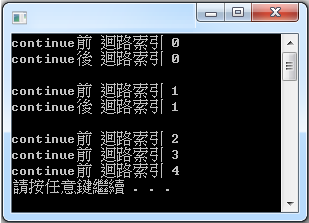 continue前 迴路索引 0
continue後 迴路索引 0
continue前 迴路索引 1
continue後 迴路索引 1
continue前 迴路索引 2
continue前 迴路索引 3
continue前 迴路索引 4
請按任意鍵繼續 . . .